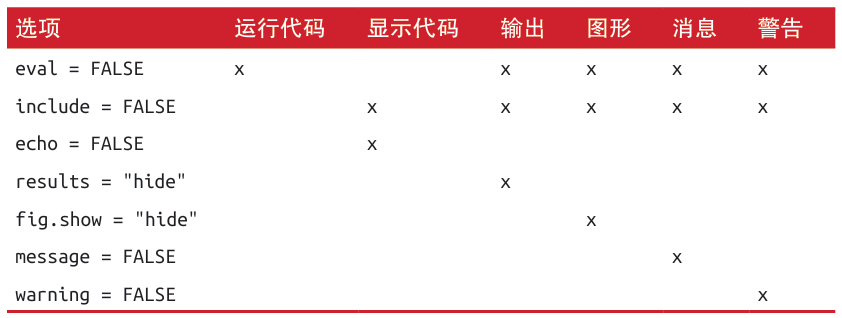 选项 运行代码 显示代码 输出 图形 消息 警告
eval = FALSE x x x x x
include = FALSE x x x x x
echo = FALSE x
results = "hide" x
fig.show = "hide" x
message = FALSE x
warning = FALSE x